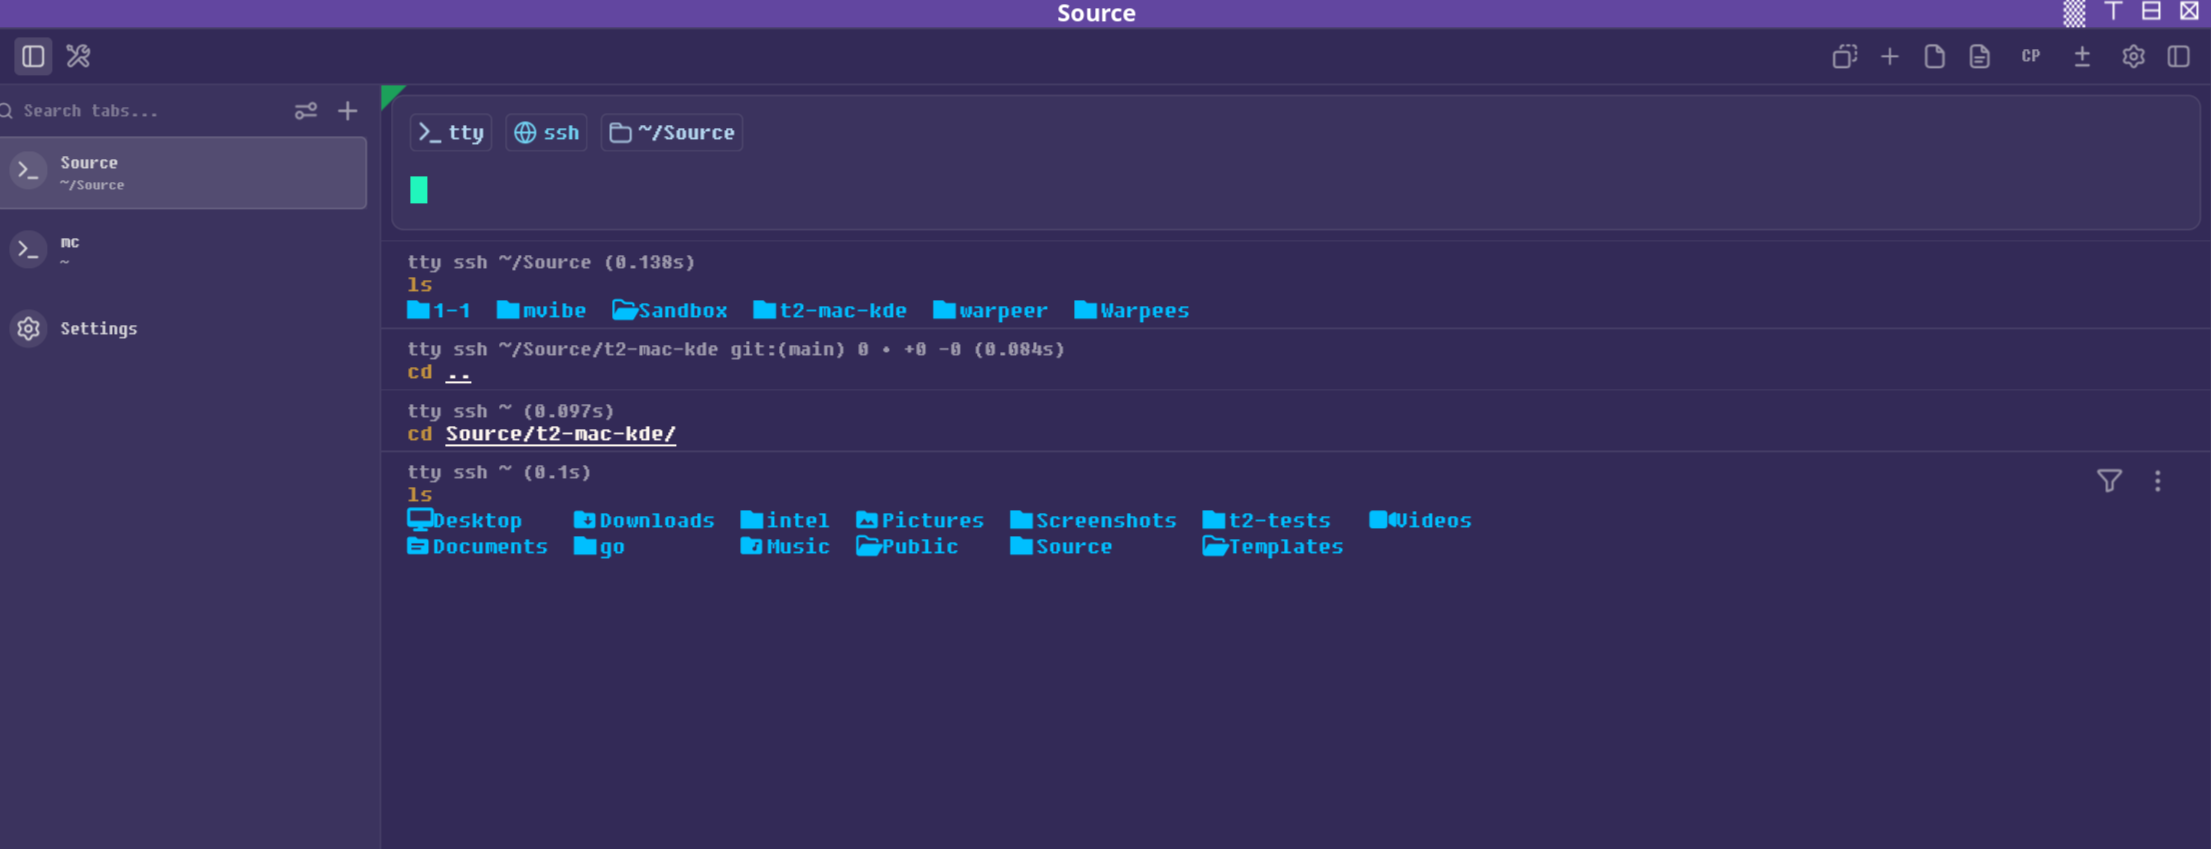 Source
CP
Search tabs...
Source
~/Source
mc
~
Settings
>_ tty ssh ~/Source
tty ssh ~/Source (0.138s)
ls
1-1 mvibe Sandbox t2-mac-kde warpeer Warpees
tty ssh ~/Source/t2-mac-kde git:(main) 0 • +0 -0 (0.084s)
cd ..
tty ssh ~ (0.097s)
cd Source/t2-mac-kde/
tty ssh ~ (0.1s)
ls
Desktop Downloads intel Pictures Screenshots t2-tests Videos
Documents go Music Public Source Templates